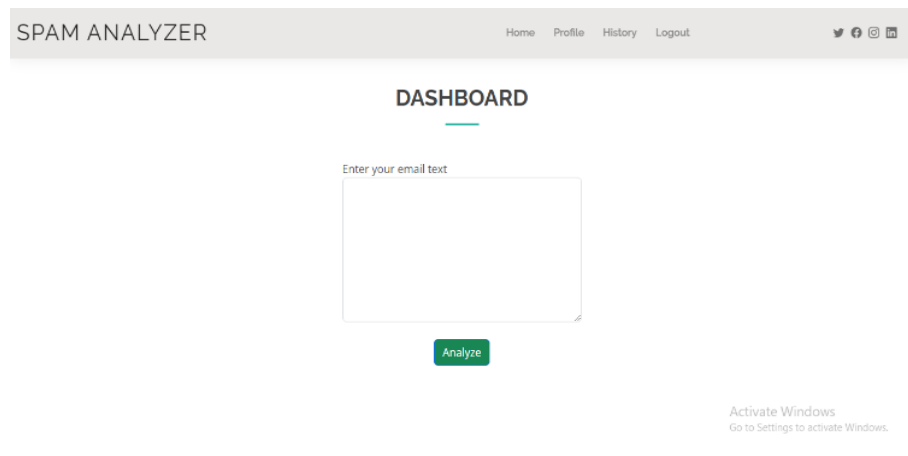 SPAM ANALYZER
Home Profile History Logout
DASHBOARD
Enter your email text
Analyze
Activate Windows
Go to Settings to activate Windows.